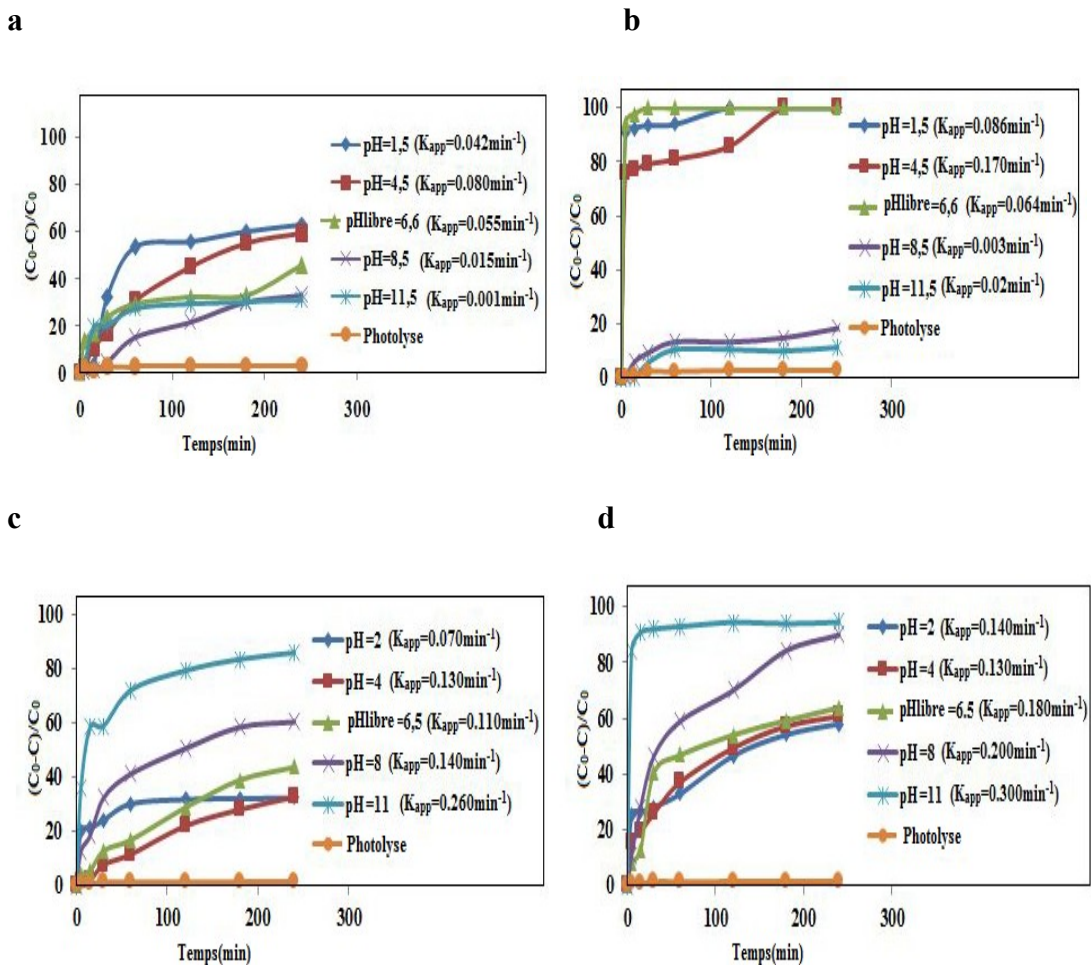 a
b
(C₀-C)/C₀
100
80
60
40
20
0
0 100 200 300
Temps(min)
pH=1,5 (Kapp=0.042min⁻¹)
pH=4,5 (Kapp=0.080min⁻¹)
pHlibre=6,6 (Kapp=0.055min⁻¹)
pH=8,5 (Kapp=0.015min⁻¹)
pH=11,5 (Kapp=0.001min⁻¹)
Photolyse
(C₀-C)/C₀
100
80
60
40
20
0
0 100 200 300
Temps(min)
pH=1,5 (Kapp=0.086min⁻¹)
pH=4,5 (Kapp=0.170min⁻¹)
pHlibre=6,6 (Kapp=0.064min⁻¹)
pH=8,5 (Kapp=0.003min⁻¹)
pH=11,5 (Kapp=0.02min⁻¹)
Photolyse
c
d
(C₀-C)/C₀
100
80
60
40
20
0
0 100 200 300
Temps(min)
pH=2 (Kapp=0.070min⁻¹)
pH=4 (Kapp=0.130min⁻¹)
pHlibre=6,5 (Kapp=0.110min⁻¹)
pH=8 (Kapp=0.140min⁻¹)
pH=11 (Kapp=0.260min⁻¹)
Photolyse
(C₀-C)/C₀
100
80
60
40
20
0
0 100 200 300
Temps(min)
pH=2 (Kapp=0.140min⁻¹)
pH=4 (Kapp=0.130min⁻¹)
pHlibre=6.5 (Kapp=0.180min⁻¹)
pH=8 (Kapp=0.200min⁻¹)
pH=11 (Kapp=0.300min⁻¹)
Photolyse